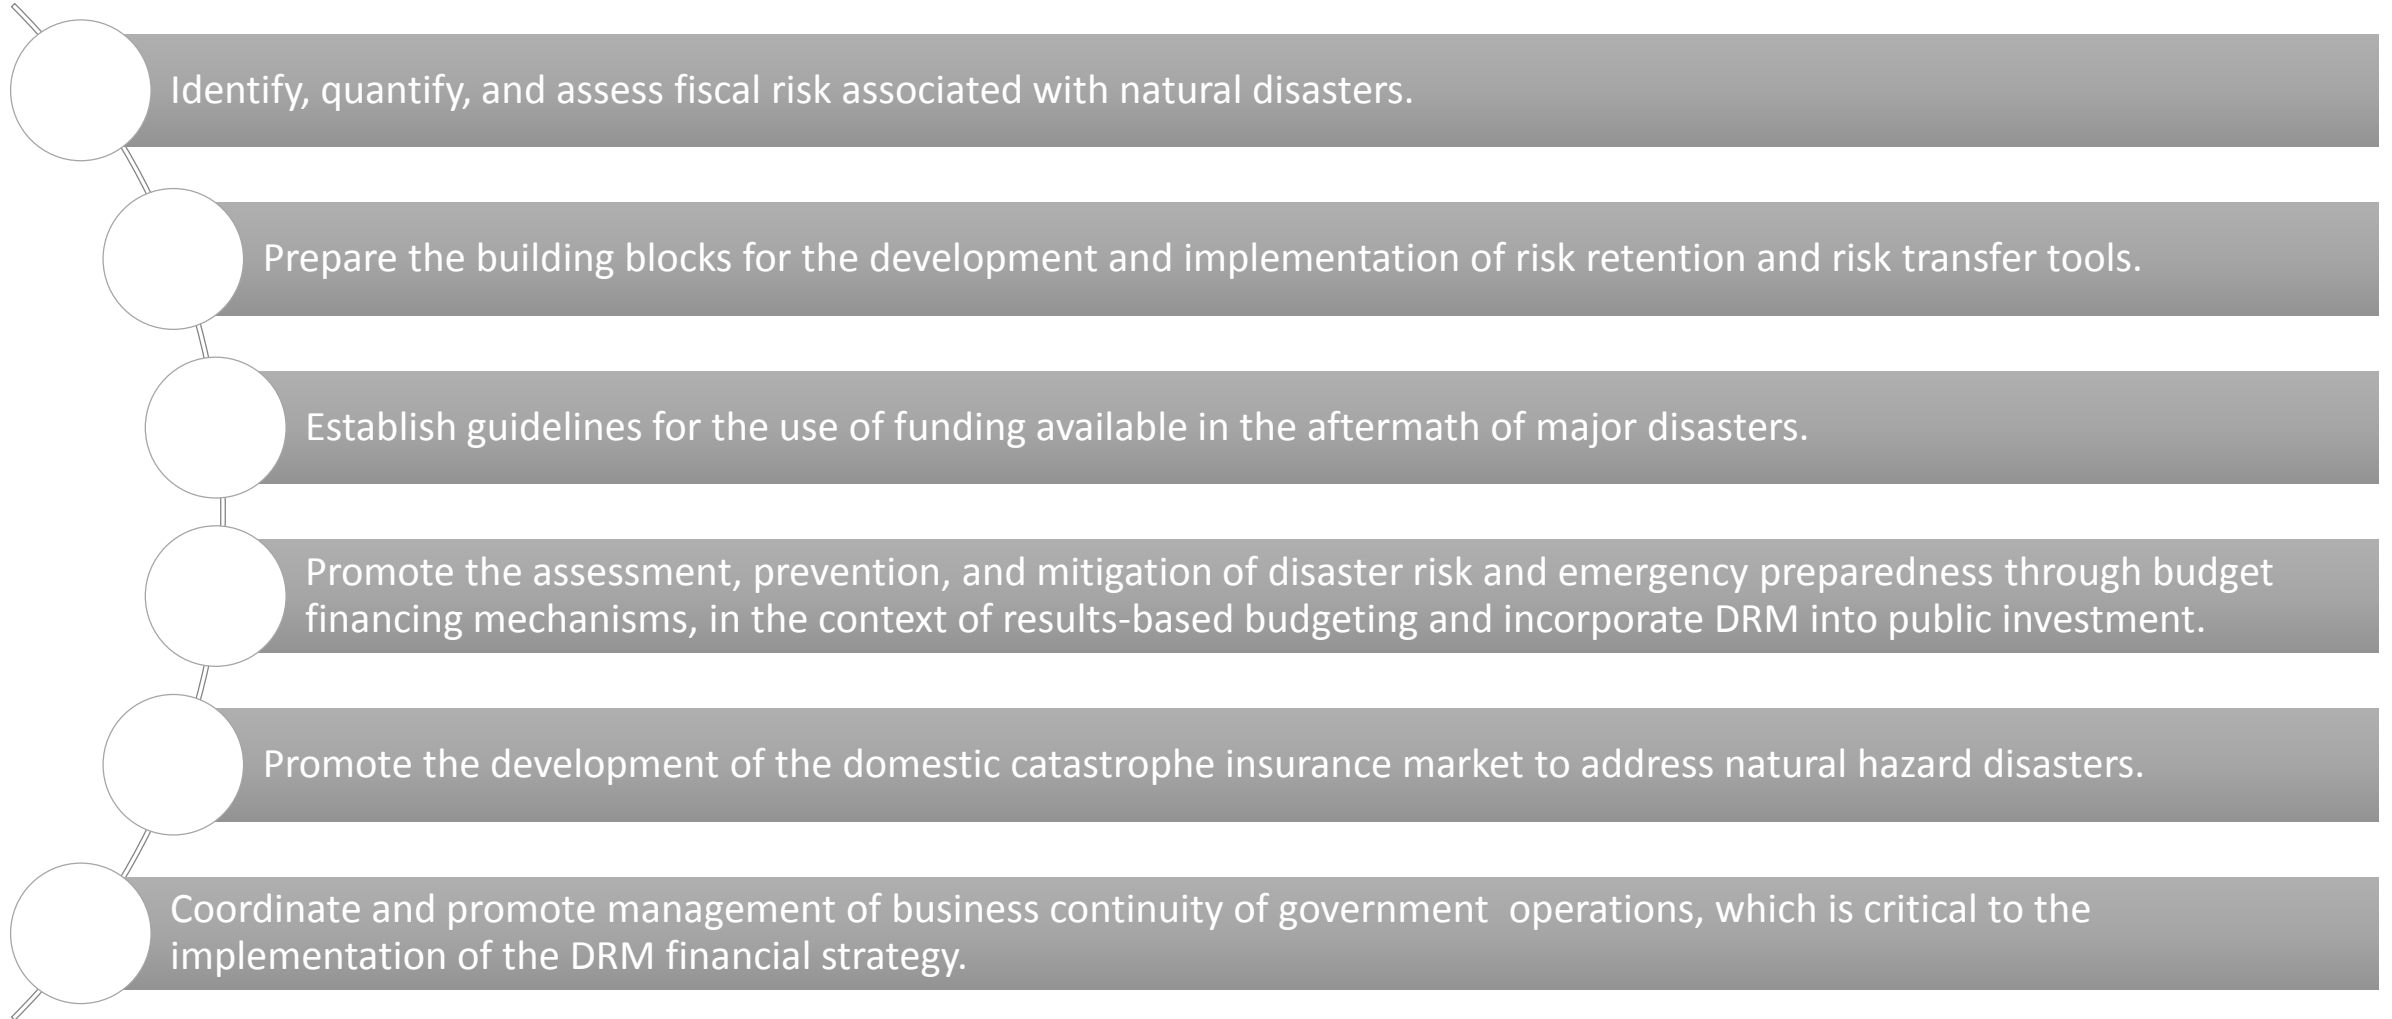 Identify, quantify, and assess fiscal risk associated with natural disasters.
Prepare the building blocks for the development and implementation of risk retention and risk transfer tools.
Establish guidelines for the use of funding available in the aftermath of major disasters.
Promote the assessment, prevention, and mitigation of disaster risk and emergency preparedness through budget
financing mechanisms, in the context of results-based budgeting and incorporate DRM into public investment.
Promote the development of the domestic catastrophe insurance market to address natural hazard disasters.
Coordinate and promote management of business continuity of government  operations, which is critical to the
implementation of the DRM financial strategy.